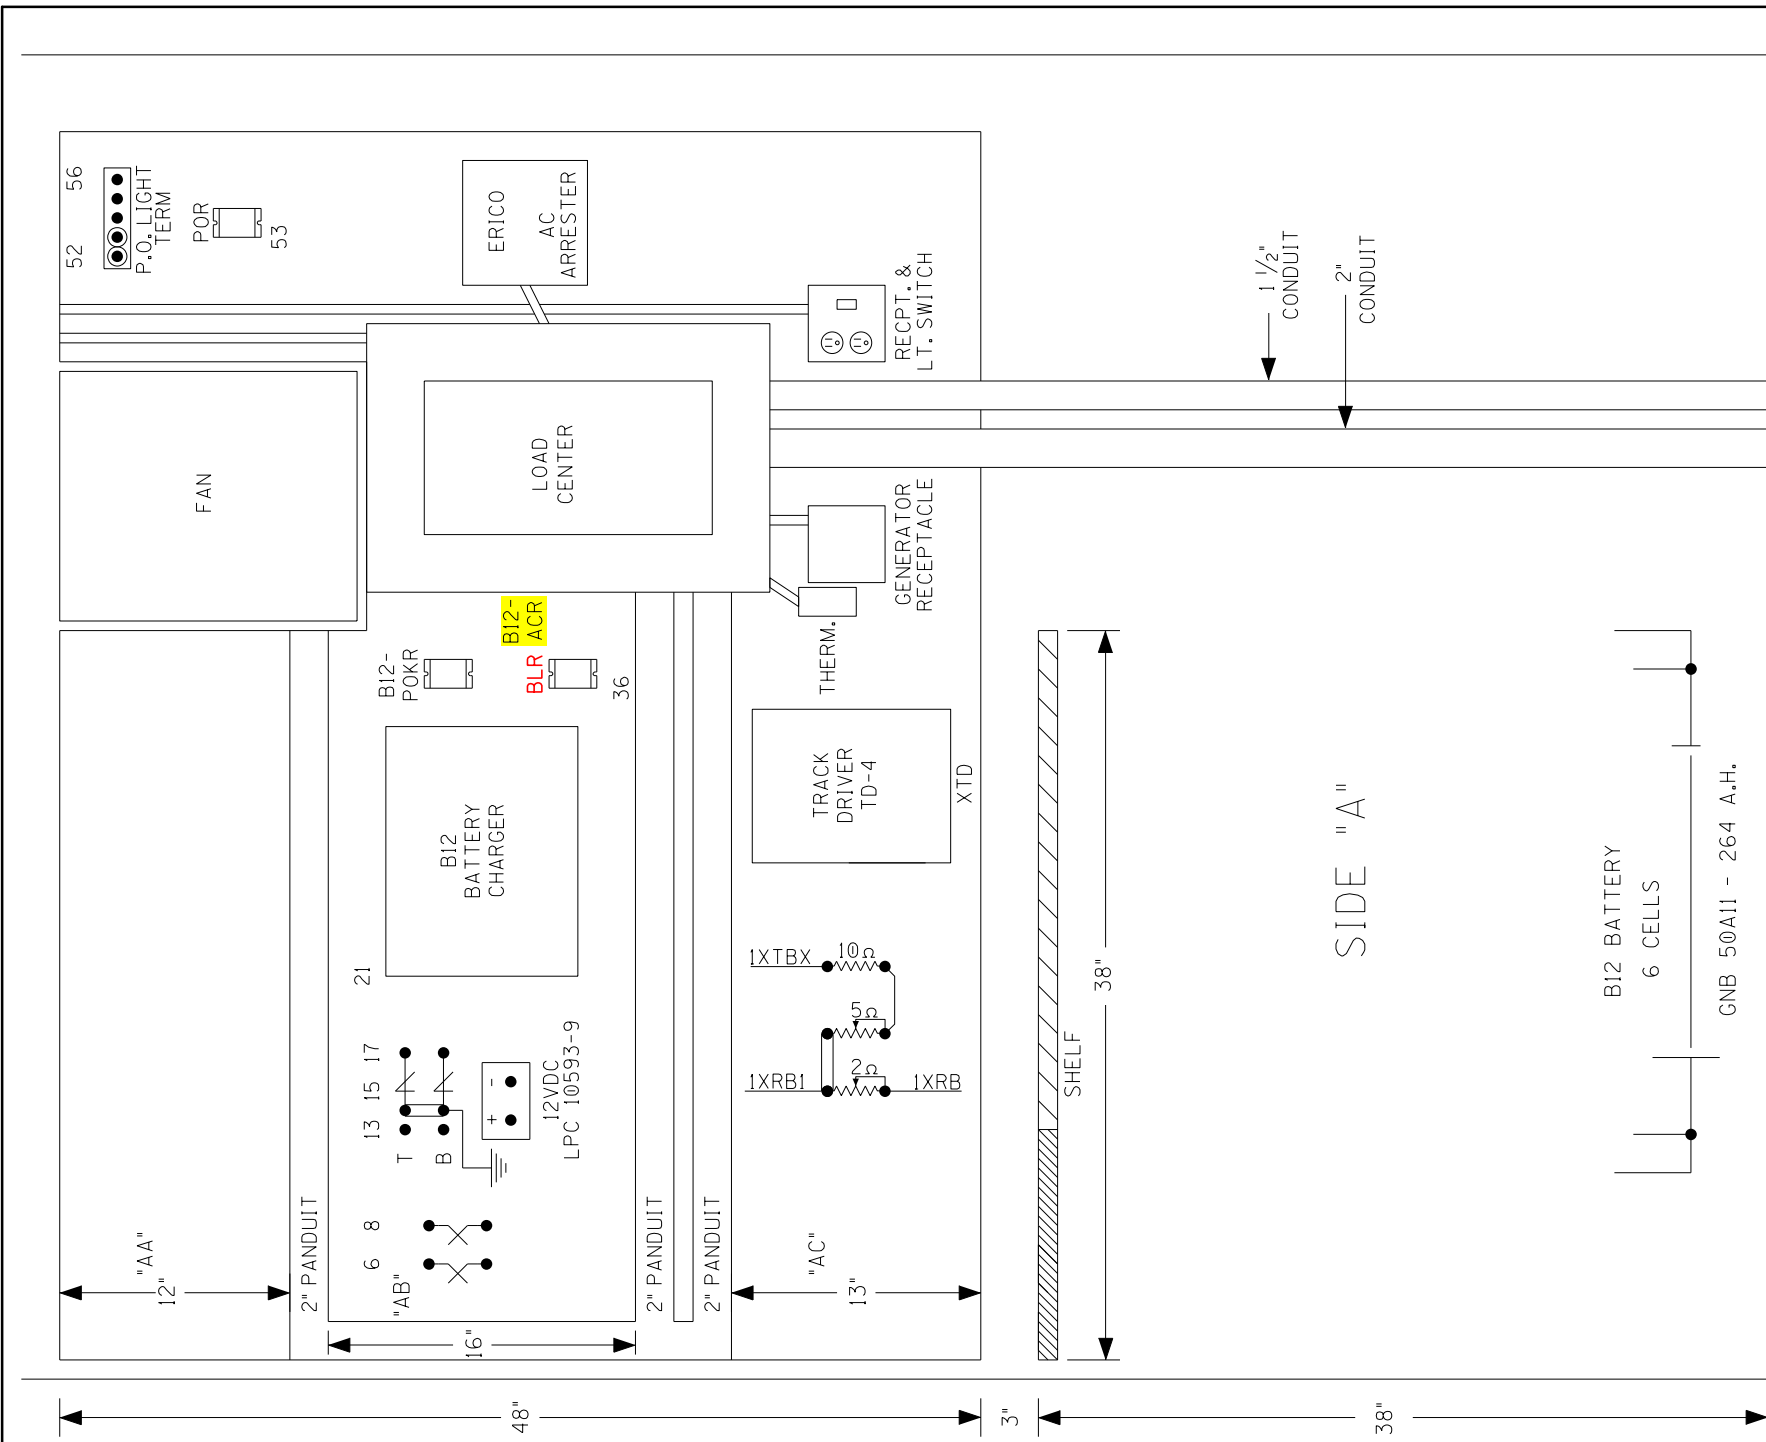 52
56
P.O. LIGHT
TERM
POR
53
ERICO
AC
ARRESTER
RECPT. &
LT. SWITCH
1 1/2"
CONDUIT
2"
CONDUIT
FAN
LOAD
CENTER
GENERATOR
RECEPTACLE
THERM.
B12-
POKR
B12-
ACR
BLR
36
B12
BATTERY
CHARGER
21
TRACK
DRIVER
TD-4
XTD
1XTBX
10Ω
5Ω
2Ω
1XRB1
1XRB
13 15 17
T
B
+ -
12VDC
LPC 10593-9
6 8
"AA"
12"
2" PANDUIT
"AB"
16"
2" PANDUIT
2" PANDUIT
"AC"
13"
SHELF
38"
SIDE "A"
B12 BATTERY
6 CELLS
GNB 50A11 - 264 A.H.
48"
3"
38"